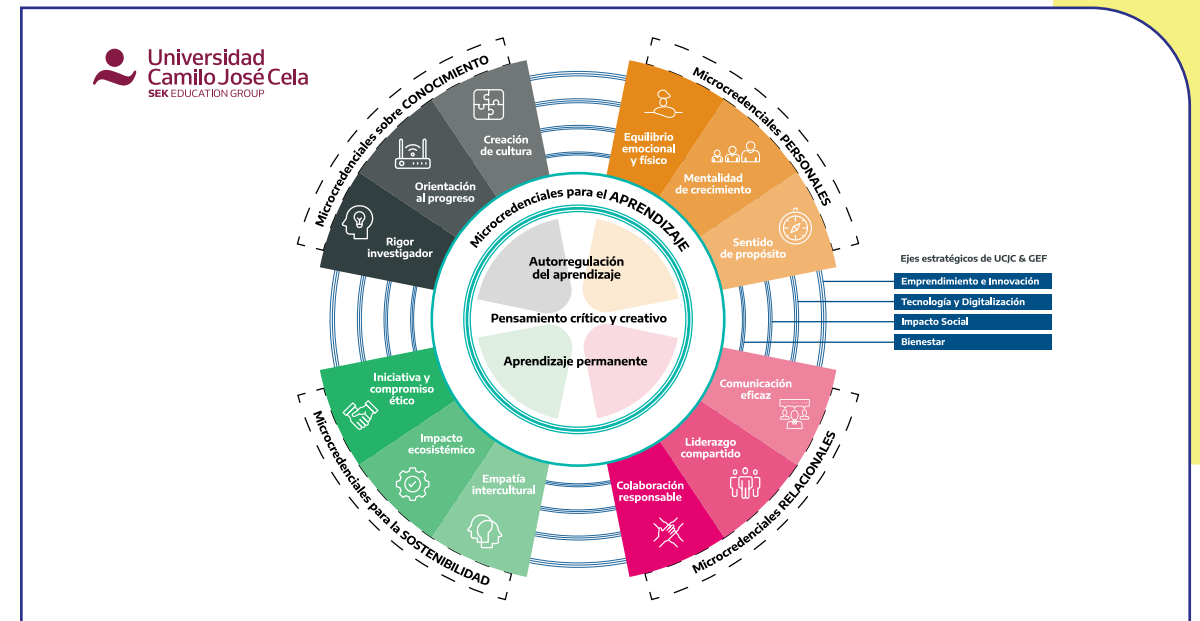 Universidad
Camilo José Cela
SEK EDUCATION GROUP
Microcredenciales sobre CONOCIMIENTO
Creación
de cultura
Orientación
al progreso
Rigor
investigador
Microcredenciales PERSONALES
Equilibrio
emocional
y físico
Mentalidad
de crecimiento
Sentido
de propósito
Microcredenciales para el APRENDIZAJE
Autorregulación
del aprendizaje
Pensamiento crítico y creativo
Aprendizaje permanente
Ejes estratégicos de UCJC & GEF
Emprendimiento e Innovación
Tecnología y Digitalización
Impacto Social
Bienestar
Iniciativa y
compromiso
ético
Impacto
ecosistémico
Empatía
intercultural
Microcredenciales para la SOSTENIBILIDAD
Comunicación
eficaz
Liderazgo
compartido
Colaboración
responsable
Microcredenciales RELACIONALES